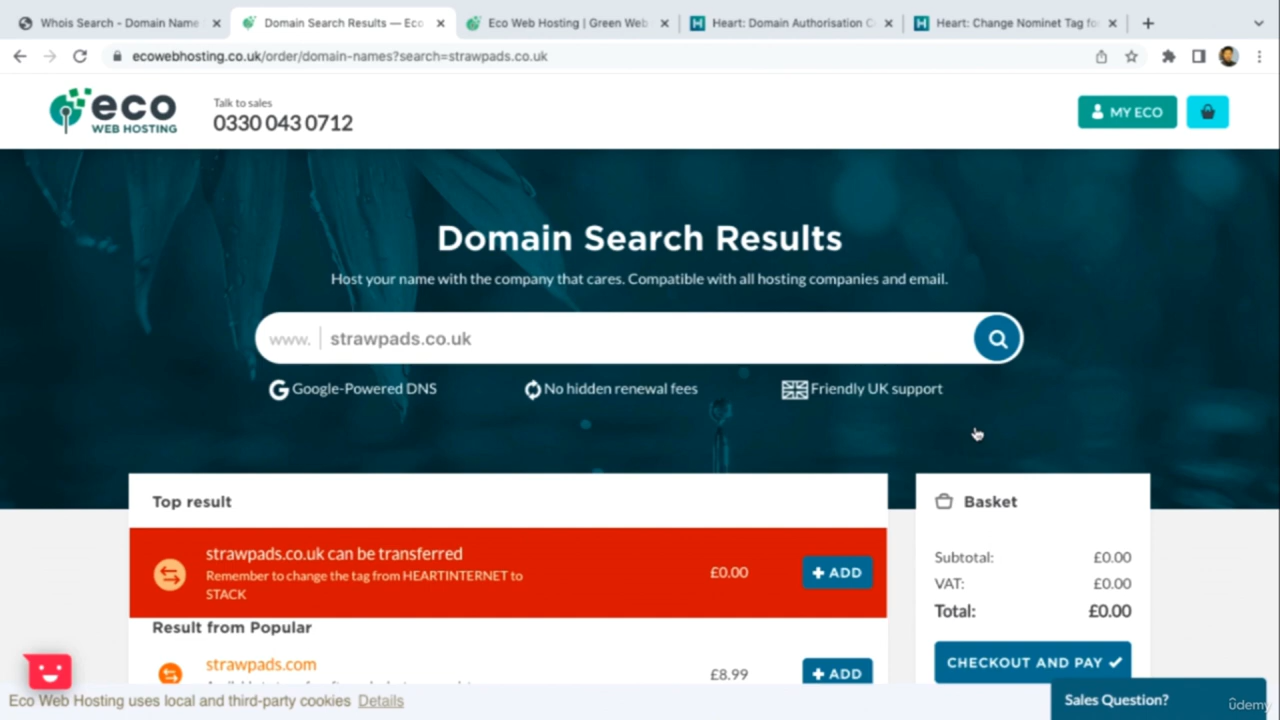 Whois Search - Domain Name
Domain Search Results — Eco
Eco Web Hosting | Green Web
Heart: Domain Authorisation C
Heart: Change Nominet Tag fo
ecowebhosting.co.uk/order/domain-names?search=strawpads.co.uk
eco
WEB HOSTING
Talk to sales
0330 043 0712
MY ECO
Domain Search Results
Host your name with the company that cares. Compatible with all hosting companies and email.
www. strawpads.co.uk
Google-Powered DNS
No hidden renewal fees
Friendly UK support
Top result
strawpads.co.uk can be transferred
Remember to change the tag from HEARTINTERNET to
STACK
£0.00
+ ADD
Result from Popular
strawpads.com
£8.99
+ ADD
Basket
Subtotal: £0.00
VAT: £0.00
Total: £0.00
CHECKOUT AND PAY
Eco Web Hosting uses local and third-party cookies Details
Sales Question?
ûdemy